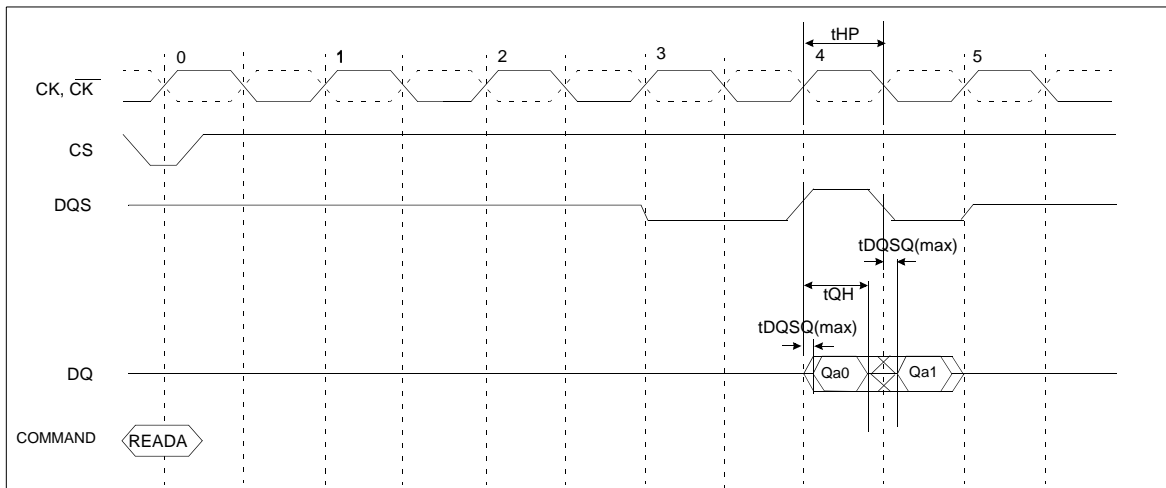 tHP
0 1 2 3 4 5
CK, CK
CS
DQS
tDQSQ(max)
tQH
tDQSQ(max)
DQ Qa0 Qa1
COMMAND READA